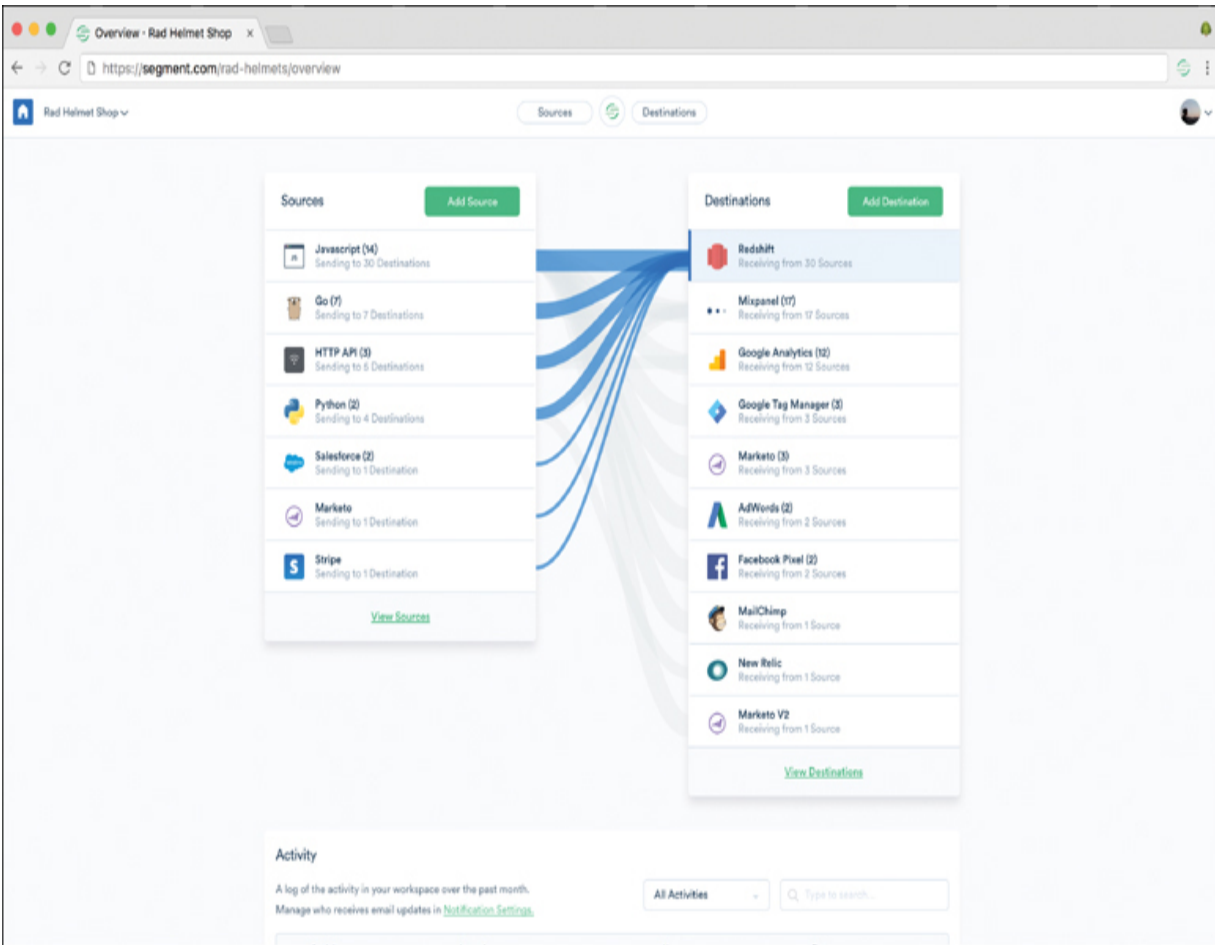 Overview - Rad Helmet Shop
https://segment.com/rad-helmets/overview
Rad Helmet Shop
Sources
Destinations
Sources
Add Source
Javascript (14)
Sending to 30 Destinations
Go (7)
Sending to 7 Destinations
HTTP API (3)
Sending to 6 Destinations
Python (2)
Sending to 4 Destinations
Salesforce (2)
Sending to 1 Destination
Marketo
Sending to 1 Destination
Stripe
Sending to 1 Destination
View Sources
Destinations
Add Destination
Redshift
Receiving from 30 Sources
Mixpanel (17)
Receiving from 17 Sources
Google Analytics (12)
Receiving from 12 Sources
Google Tag Manager (3)
Receiving from 3 Sources
Marketo (3)
Receiving from 3 Sources
AdWords (2)
Receiving from 2 Sources
Facebook Pixel (2)
Receiving from 2 Sources
MailChimp
Receiving from 1 Source
New Relic
Receiving from 1 Source
Marketo V2
Receiving from 1 Source
View Destinations
Activity
A log of the activity in your workspace over the past month.
Manage who receives email updates in Notification Settings.
All Activities
Type to search...